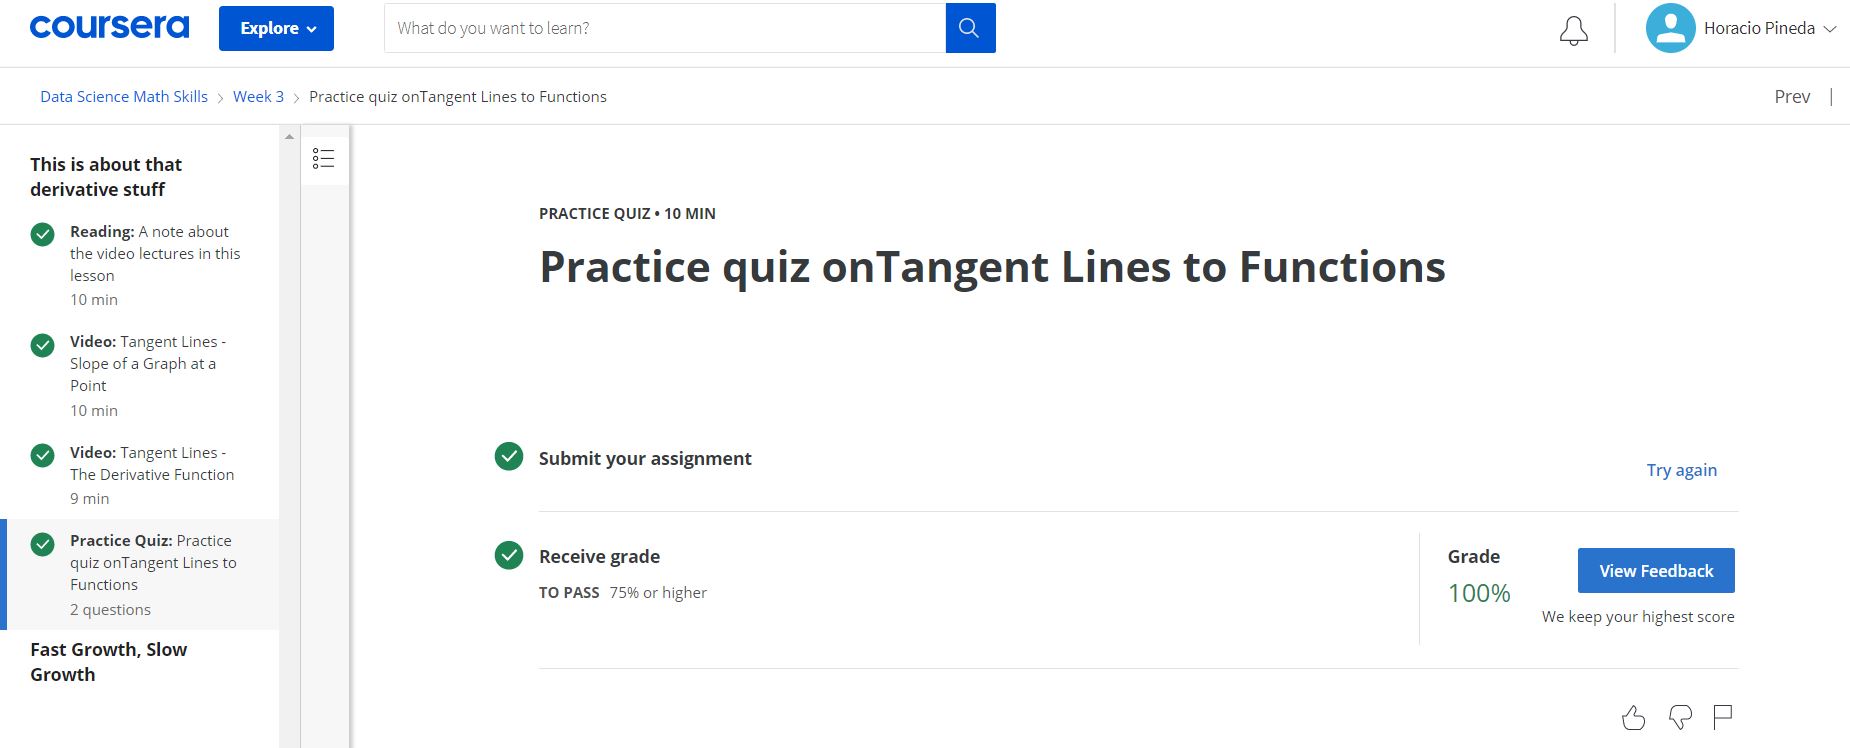 coursera
Explore
What do you want to learn?
Horacio Pineda
Data Science Math Skills > Week 3 > Practice quiz onTangent Lines to Functions
Prev |
This is about that
derivative stuff
Reading: A note about
the video lectures in this
lesson
10 min
Video: Tangent Lines -
Slope of a Graph at a
Point
10 min
Video: Tangent Lines -
The Derivative Function
9 min
Practice Quiz: Practice
quiz onTangent Lines to
Functions
2 questions
Fast Growth, Slow
Growth
PRACTICE QUIZ • 10 MIN
Practice quiz onTangent Lines to Functions
Submit your assignment
Try again
Receive grade
TO PASS 75% or higher
Grade
100%
View Feedback
We keep your highest score